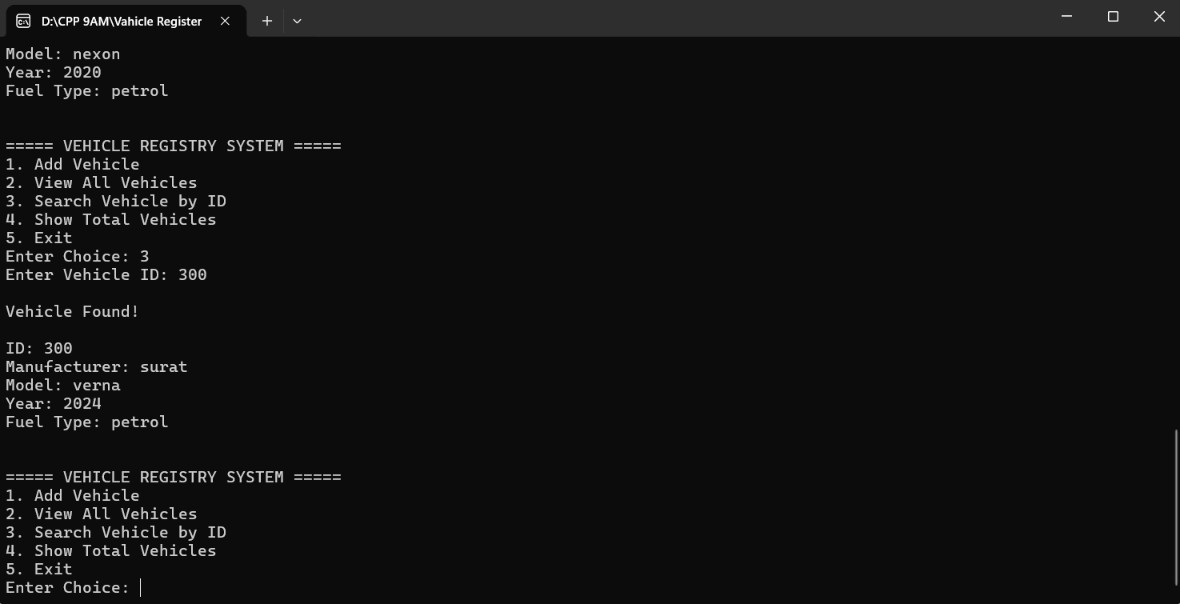 D:\CPP 9AM\Vahicle Register
Model: nexon
Year: 2020
Fuel Type: petrol
===== VEHICLE REGISTRY SYSTEM =====
1. Add Vehicle
2. View All Vehicles
3. Search Vehicle by ID
4. Show Total Vehicles
5. Exit
Enter Choice: 3
Enter Vehicle ID: 300
Vehicle Found!
ID: 300
Manufacturer: surat
Model: verna
Year: 2024
Fuel Type: petrol
===== VEHICLE REGISTRY SYSTEM =====
1. Add Vehicle
2. View All Vehicles
3. Search Vehicle by ID
4. Show Total Vehicles
5. Exit
Enter Choice: